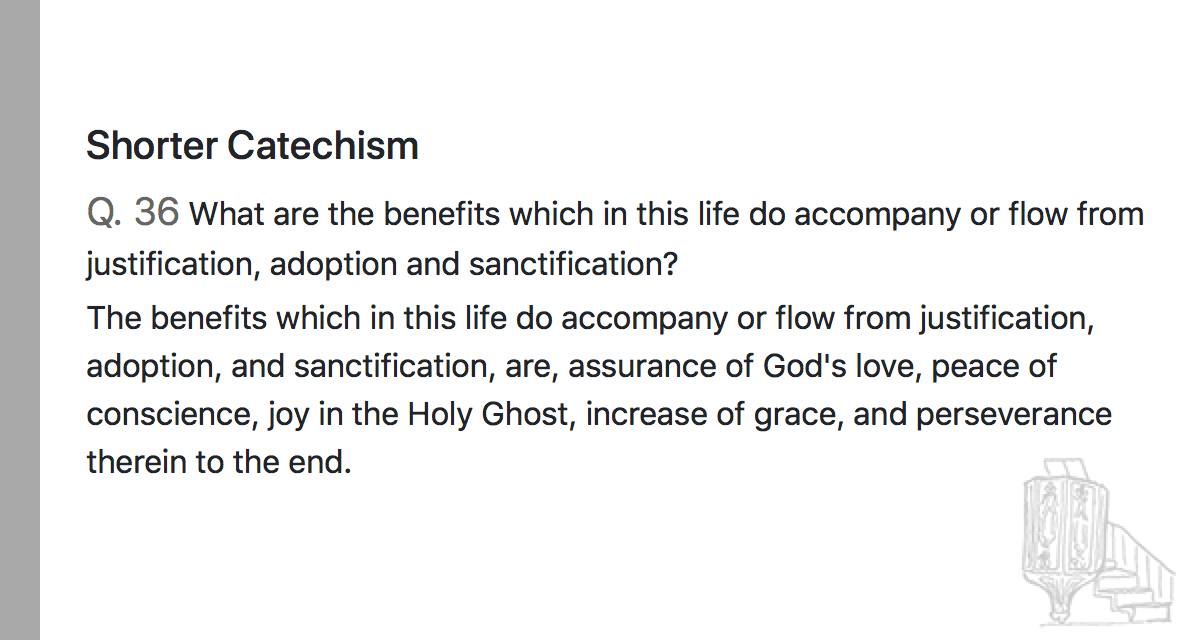 Shorter Catechism
Q. 36 What are the benefits which in this life do accompany or flow from
justification, adoption and sanctification?
The benefits which in this life do accompany or flow from justification,
adoption, and sanctification, are, assurance of God's love, peace of
conscience, joy in the Holy Ghost, increase of grace, and perseverance
therein to the end.